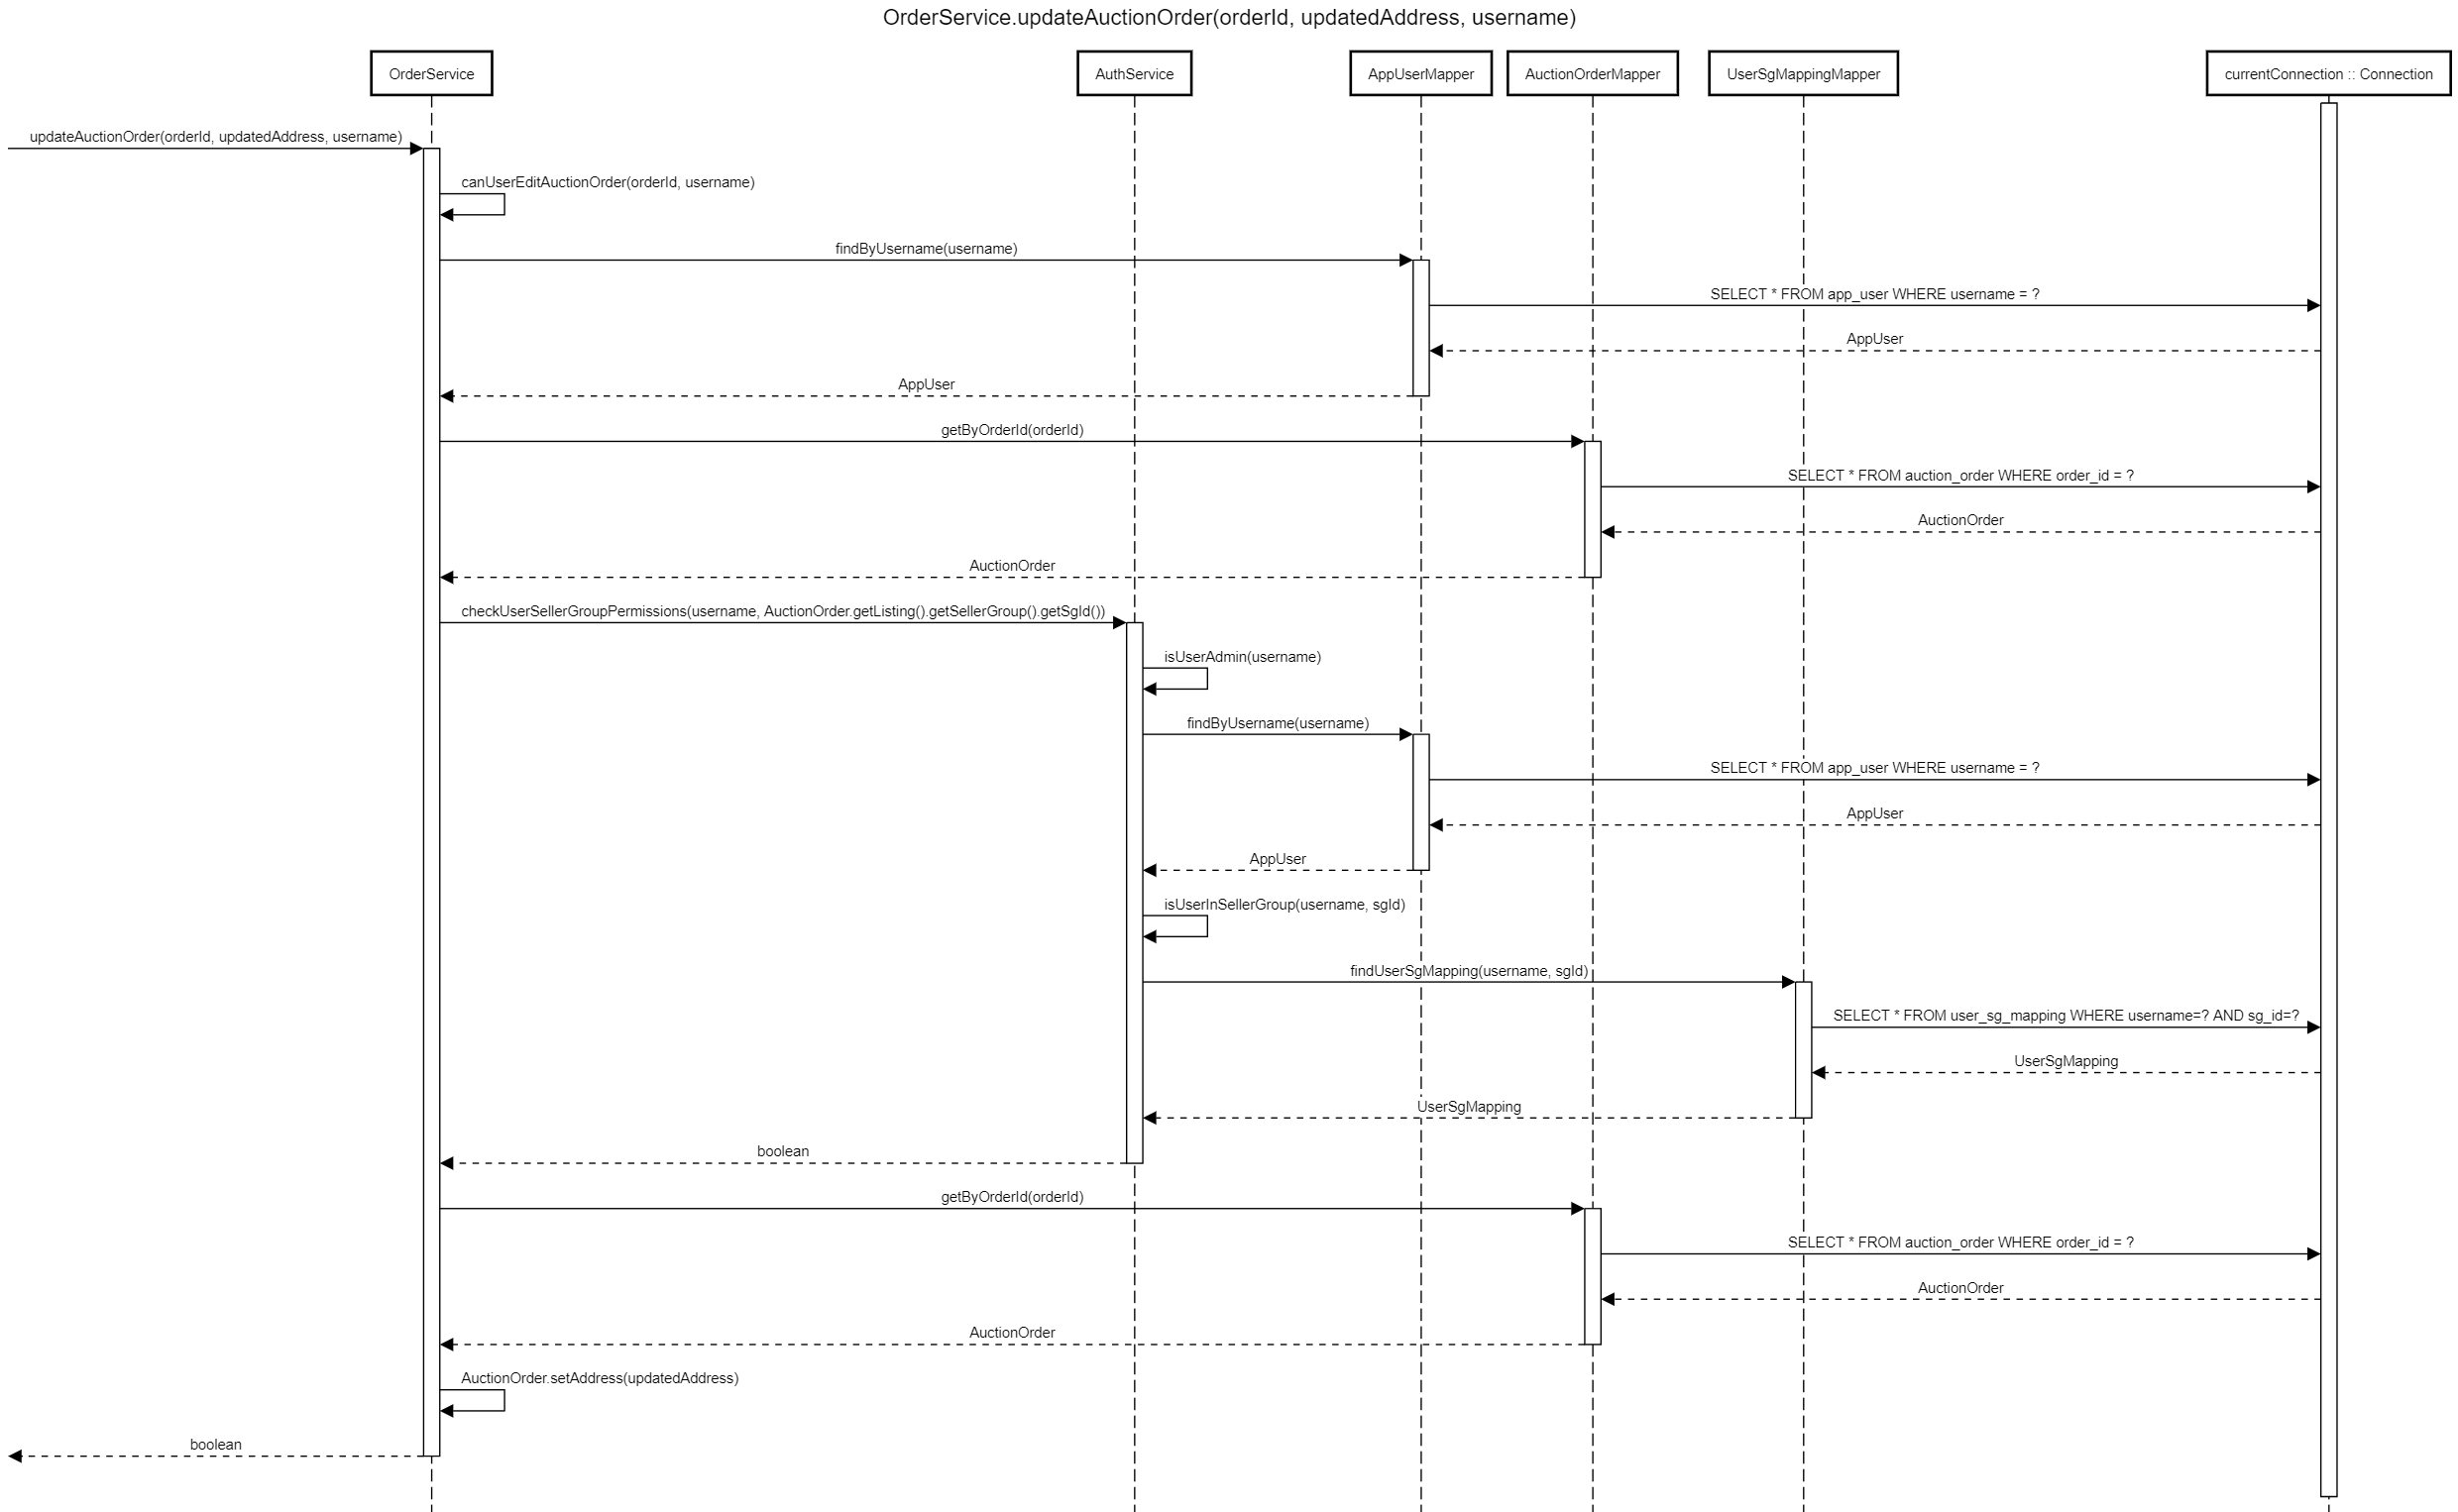 OrderService.updateAuctionOrder(orderId, updatedAddress, username)
OrderService
AuthService
AppUserMapper
AuctionOrderMapper
UserSgMappingMapper
currentConnection :: Connection
updateAuctionOrder(orderId, updatedAddress, username)
canUserEditAuctionOrder(orderId, username)
findByUsername(username)
SELECT * FROM app_user WHERE username = ?
AppUser
AppUser
getByOrderId(orderId)
SELECT * FROM auction_order WHERE order_id = ?
AuctionOrder
AuctionOrder
checkUserSellerGroupPermissions(username, AuctionOrder.getListing().getSellerGroup().getSgId())
isUserAdmin(username)
findByUsername(username)
SELECT * FROM app_user WHERE username = ?
AppUser
AppUser
isUserInSellerGroup(username, sgId)
findUserSgMapping(username, sgId)
SELECT * FROM user_sg_mapping WHERE username=? AND sg_id=?
UserSgMapping
UserSgMapping
boolean
getByOrderId(orderId)
SELECT * FROM auction_order WHERE order_id = ?
AuctionOrder
AuctionOrder
AuctionOrder.setAddress(updatedAddress)
boolean